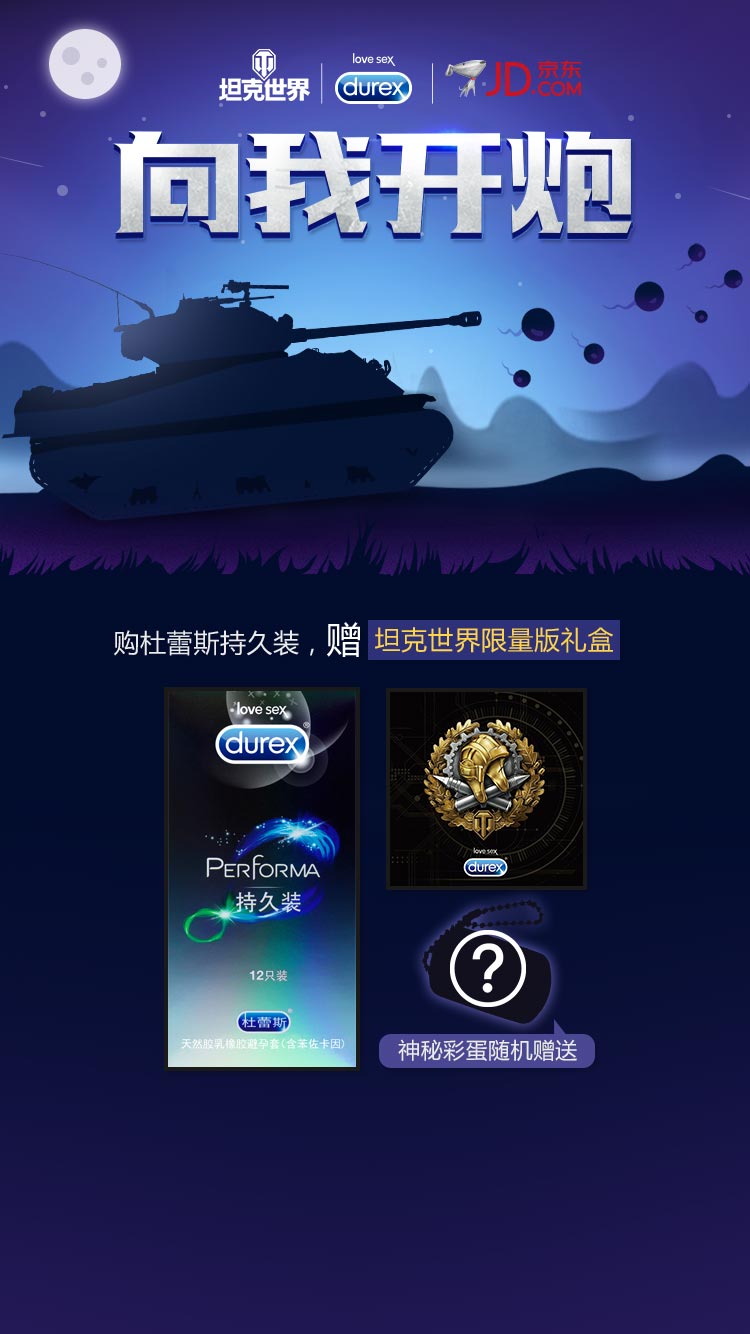 坦克世界
love sex
durex
JD.COM
京东
向我开炮
购杜蕾斯持久装，赠 坦克世界限量版礼盒
love sex
durex®
PERFORMA
持久装
12只装
杜蕾斯
天然胶乳橡胶避孕套(含苯佐卡因)
love sex
durex
?
神秘彩蛋随机赠送